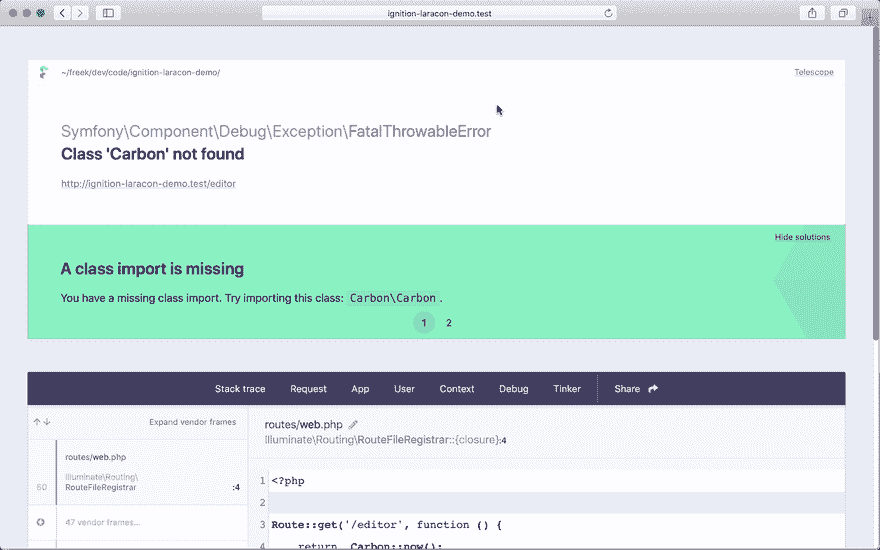 ignition-laracon-demo.test
~/freek/dev/code/ignition-laracon-demo/
Telescope
Symfony\Component\Debug\Exception\FatalThrowableError
Class 'Carbon' not found
http://ignition-laracon-demo.test/editor
Hide solutions
A class import is missing
You have a missing class import. Try importing this class: Carbon\Carbon .
1 2
Stack trace Request App User Context Debug Tinker Share
Expand vendor frames
routes/web.php
Illuminate\Routing\RouteFileRegistrar::{closure}:4
routes/web.php
Illuminate\Routing\
60 RouteFileRegistrar :4
47 vendor frames...
1 <?php
2
3 Route::get('/editor', function () {
4 return Carbon::now();